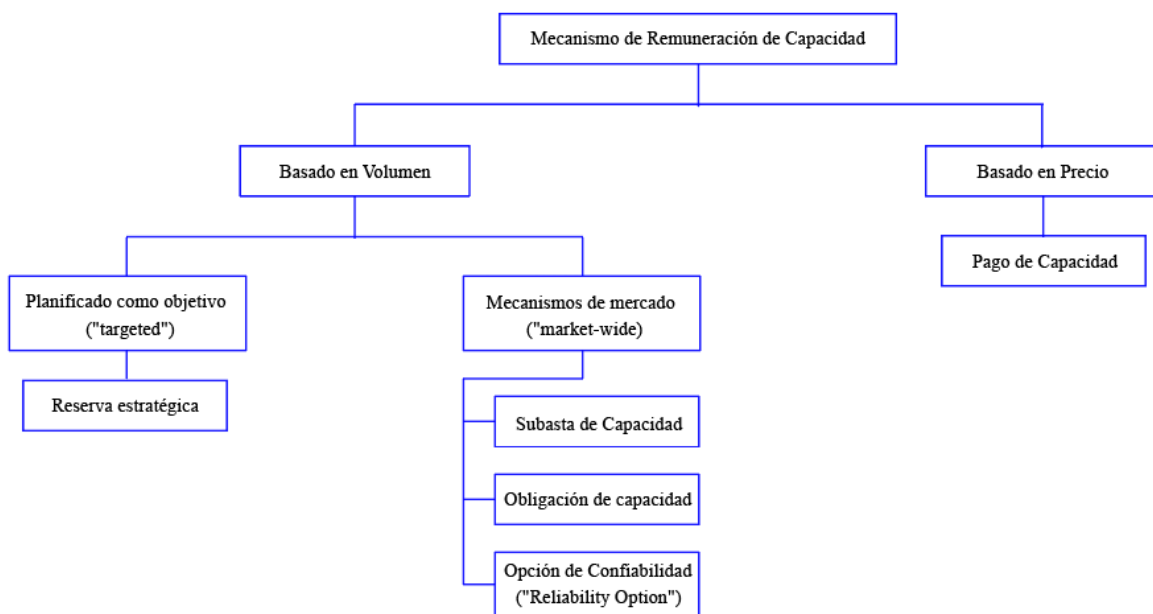 Mecanismo de Remuneración de Capacidad
Basado en Volumen
Basado en Precio
Planificado como objetivo
("targeted")
Mecanismos de mercado
("market-wide)
Pago de Capacidad
Reserva estratégica
Subasta de Capacidad
Obligación de capacidad
Opción de Confiabilidad
("Reliability Option")